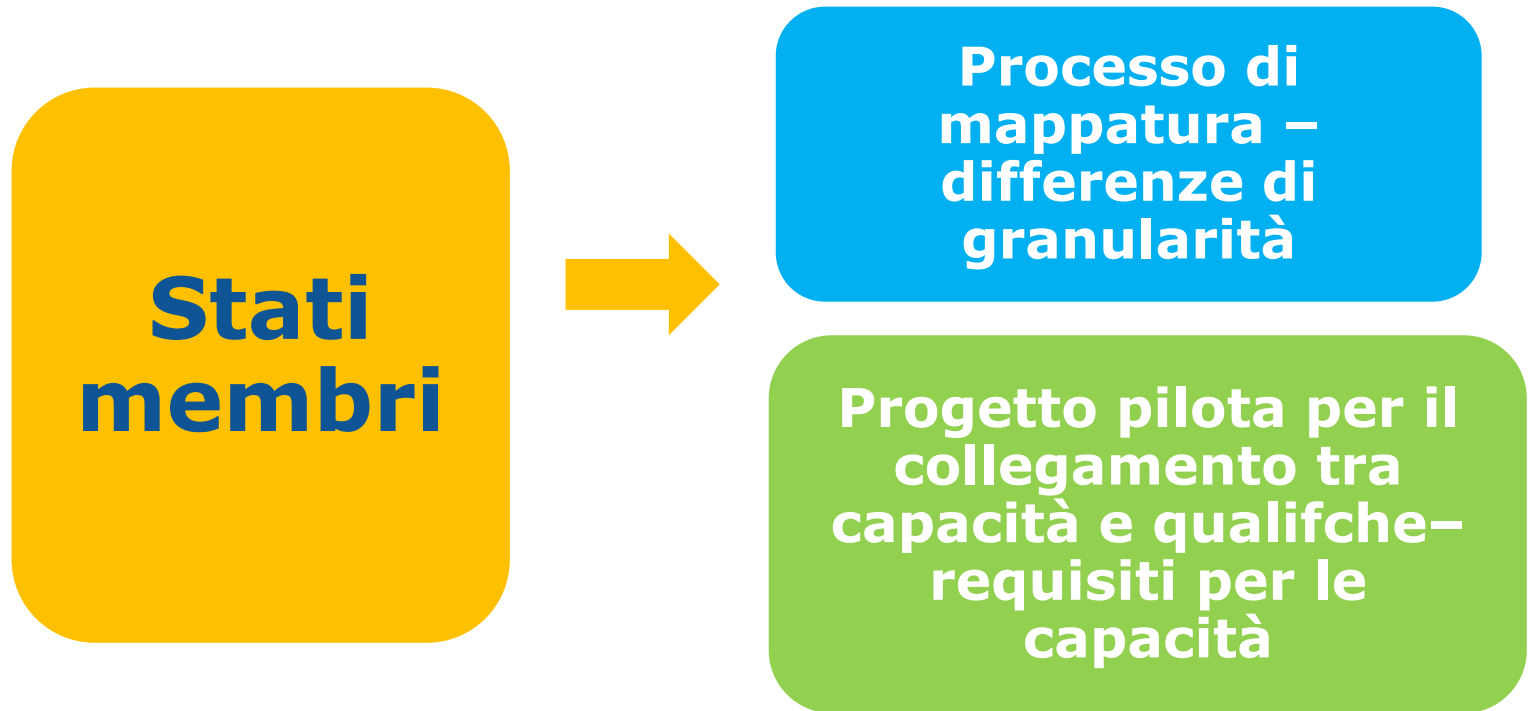 Stati
membri
Processo di
mappatura –
differenze di
granularità
Progetto pilota per il
collegamento tra
capacità e qualifche–
requisiti per le
capacità